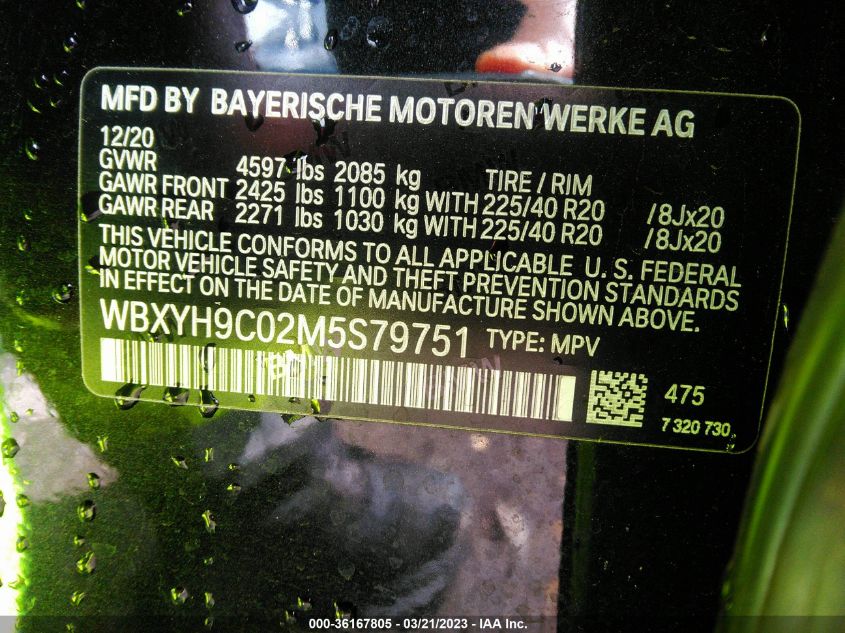 MFD BY BAYERISCHE MOTOREN WERKE AG
12/20
GVWR 4597 lbs 2085 kg TIRE / RIM
GAWR FRONT 2425 lbs 1100 kg WITH 225/40 R20 /8Jx20
GAWR REAR 2271 lbs 1030 kg WITH 225/40 R20 /8Jx20
THIS VEHICLE CONFORMS TO ALL APPLICABLE U. S. FEDERAL
MOTOR VEHICLE SAFETY AND THEFT PREVENTION STANDARDS
IN EFFECT ON THE DATE OF MANUFACTURE SHOWN ABOVE.
WBXYH9C02M5S79751 TYPE: MPV
475
7 320 730
000-36167805 - 03/21/2023 - IAA Inc.